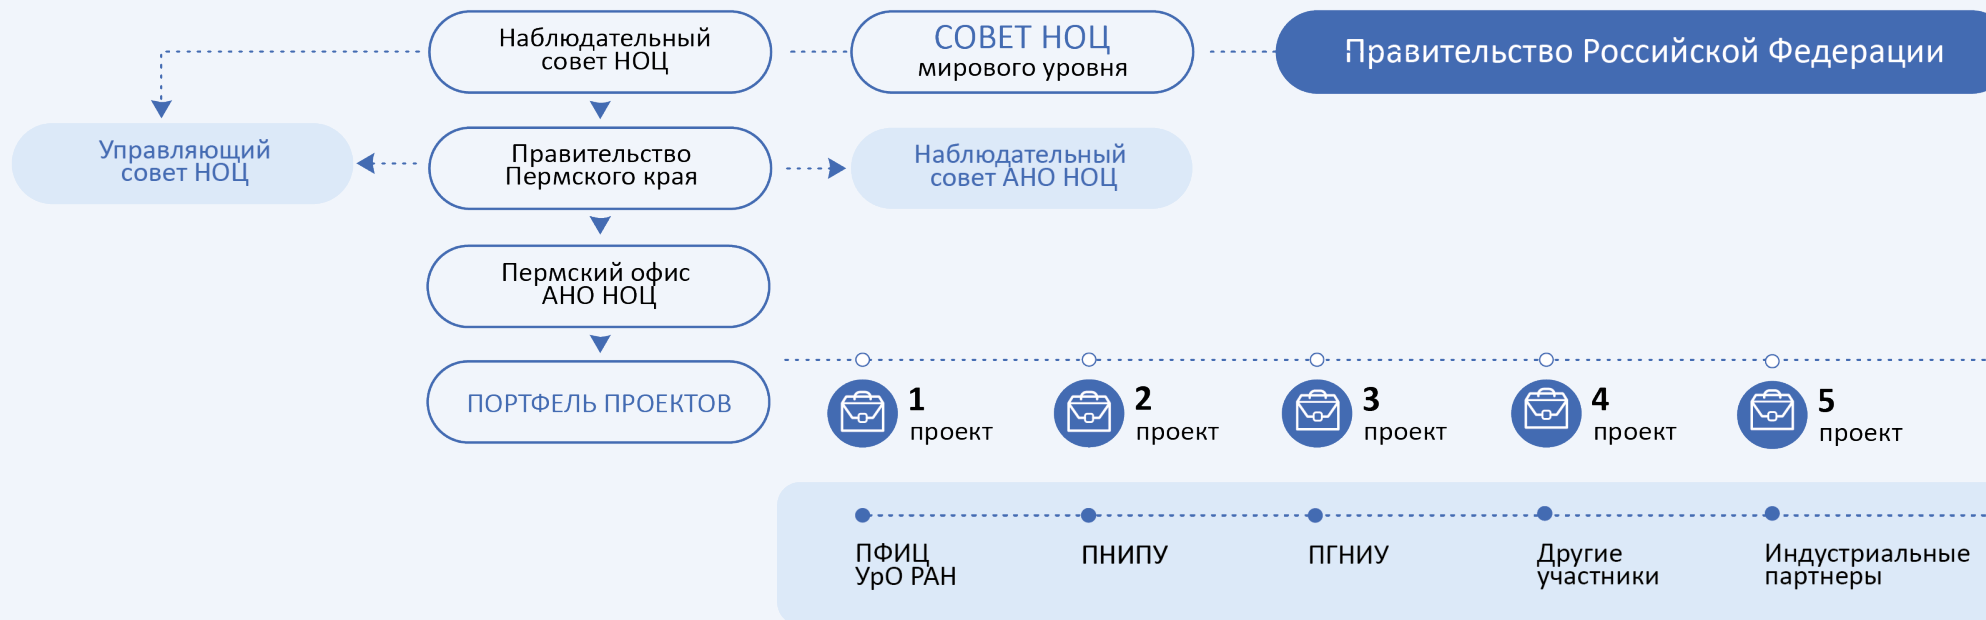 Наблюдательный
совет НОЦ
СОВЕТ НОЦ
мирового уровня
Правительство Российской Федерации
Управляющий
совет НОЦ
Правительство
Пермского края
Наблюдательный
совет АНО НОЦ
Пермский офис
АНО НОЦ
ПОРТФЕЛЬ ПРОЕКТОВ
1
проект
2
проект
3
проект
4
проект
5
проект
ПФИЦ
УрО РАН
ПНИПУ
ПГНИУ
Другие
участники
Индустриальные
партнеры